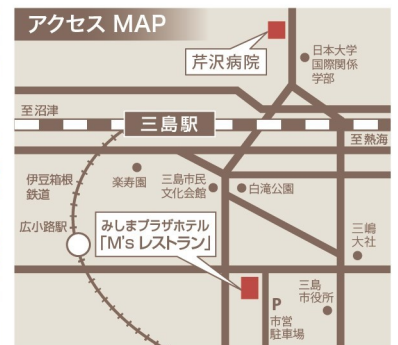 アクセス MAP
芹沢病院
日本大学
国際関係
学部
至沼津
三島駅
至熱海
伊豆箱根
鉄道
楽寿園
三島市民
文化会館
白滝公園
広小路駅
みしまプラザホテル
「M's レストラン」
三嶋
大社
三島
市役所
P
市営
駐車場